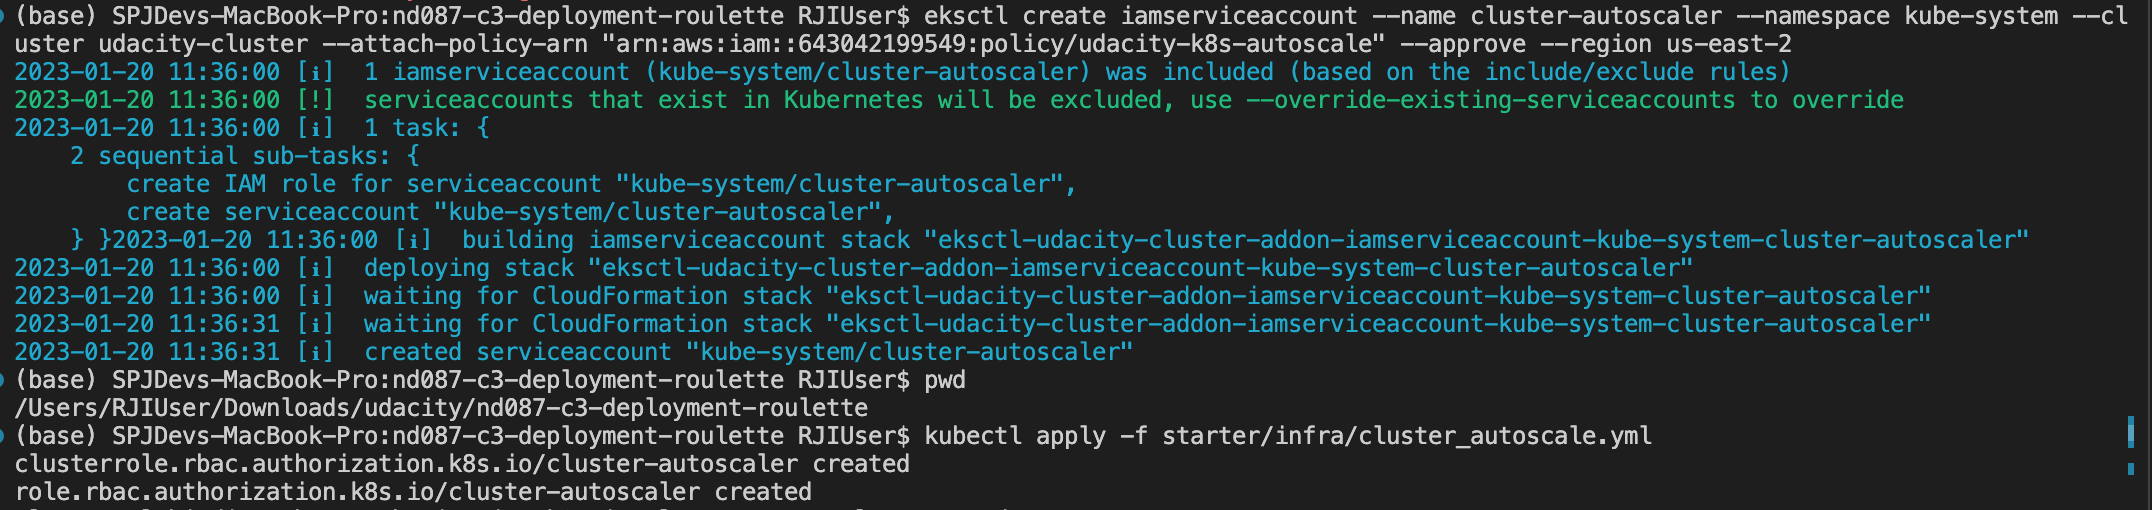 (base) SPJDevs-MacBook-Pro:nd087-c3-deployment-roulette RJIUser$ eksctl create iamserviceaccount --name cluster-autoscaler --namespace kube-system --cl
uster udacity-cluster --attach-policy-arn "arn:aws:iam::643042199549:policy/udacity-k8s-autoscale" --approve --region us-east-2
2023-01-20 11:36:00 [ℹ]  1 iamserviceaccount (kube-system/cluster-autoscaler) was included (based on the include/exclude rules)
2023-01-20 11:36:00 [!]  serviceaccounts that exist in Kubernetes will be excluded, use --override-existing-serviceaccounts to override
2023-01-20 11:36:00 [ℹ]  1 task: {
    2 sequential sub-tasks: {
        create IAM role for serviceaccount "kube-system/cluster-autoscaler",
        create serviceaccount "kube-system/cluster-autoscaler",
    } }2023-01-20 11:36:00 [ℹ]  building iamserviceaccount stack "eksctl-udacity-cluster-addon-iamserviceaccount-kube-system-cluster-autoscaler"
2023-01-20 11:36:00 [ℹ]  deploying stack "eksctl-udacity-cluster-addon-iamserviceaccount-kube-system-cluster-autoscaler"
2023-01-20 11:36:00 [ℹ]  waiting for CloudFormation stack "eksctl-udacity-cluster-addon-iamserviceaccount-kube-system-cluster-autoscaler"
2023-01-20 11:36:31 [ℹ]  waiting for CloudFormation stack "eksctl-udacity-cluster-addon-iamserviceaccount-kube-system-cluster-autoscaler"
2023-01-20 11:36:31 [ℹ]  created serviceaccount "kube-system/cluster-autoscaler"
(base) SPJDevs-MacBook-Pro:nd087-c3-deployment-roulette RJIUser$ pwd
/Users/RJIUser/Downloads/udacity/nd087-c3-deployment-roulette
(base) SPJDevs-MacBook-Pro:nd087-c3-deployment-roulette RJIUser$ kubectl apply -f starter/infra/cluster_autoscale.yml
clusterrole.rbac.authorization.k8s.io/cluster-autoscaler created
role.rbac.authorization.k8s.io/cluster-autoscaler created